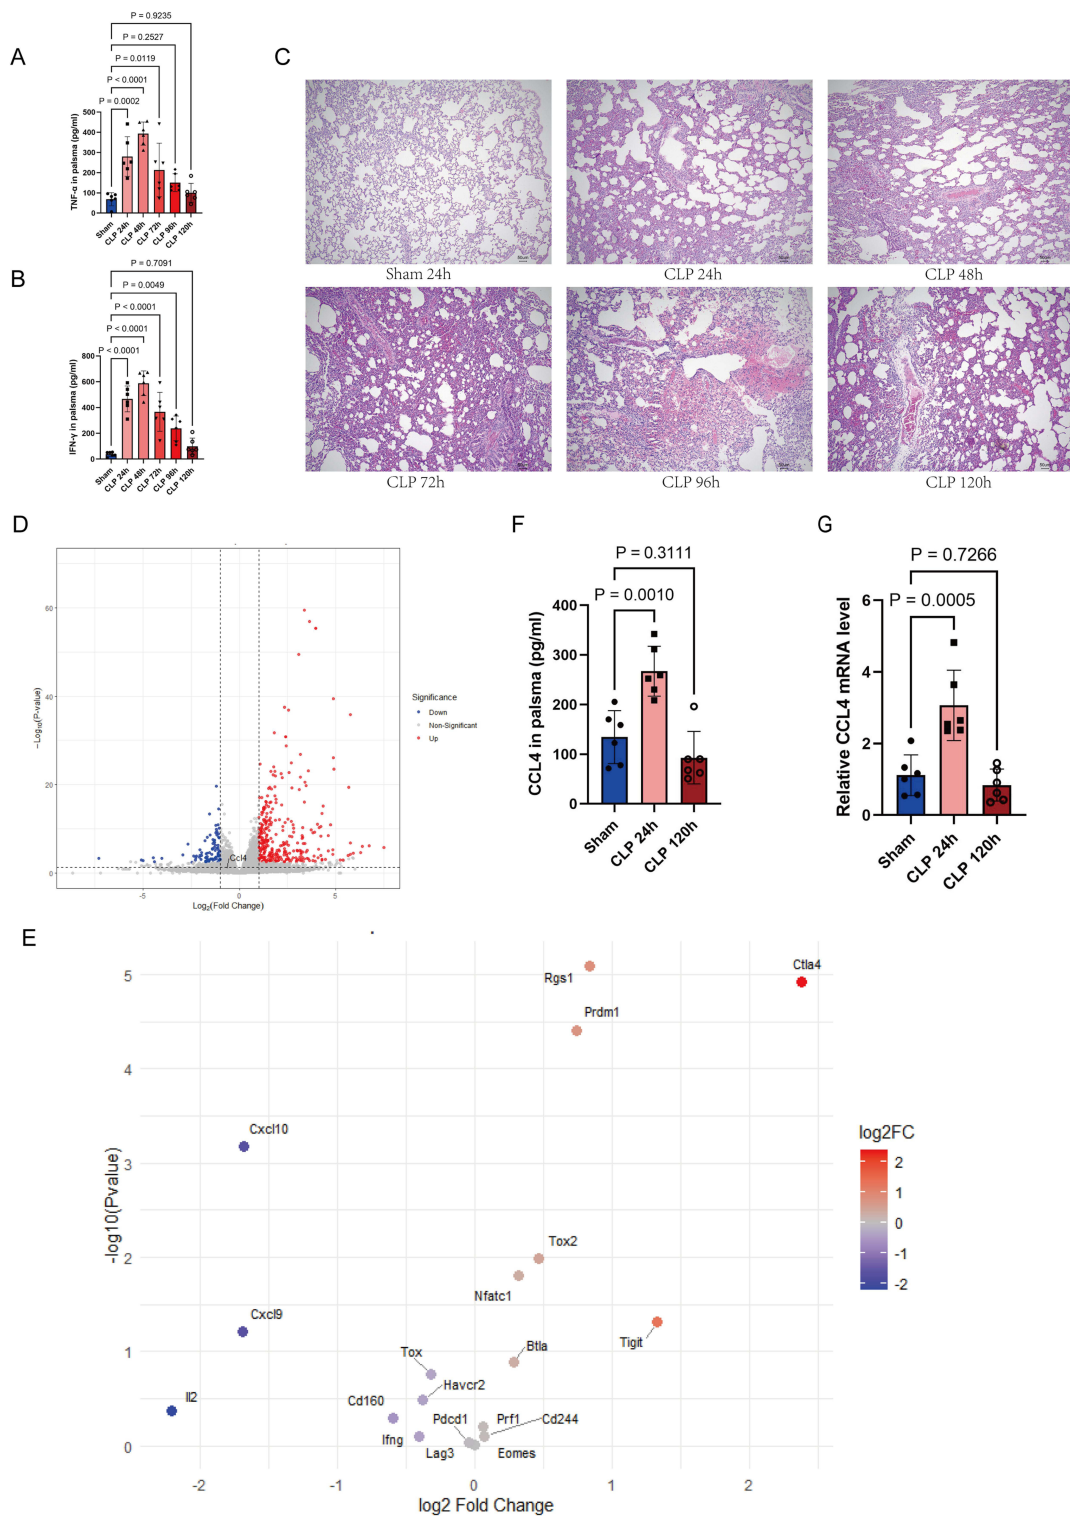 A
P = 0.9235
P = 0.2527
P = 0.0119
P < 0.0001
P = 0.0002
TNF-α in palsma (pg/ml)
500
400
300
200
100
0
Sham
CLP 24h
CLP 48h
CLP 72h
CLP 96h
CLP 120h
B
P = 0.7091
P = 0.0049
P < 0.0001
P < 0.0001
P < 0.0001
IFN-γ in palsma (pg/ml)
800
600
400
200
0
Sham
CLP 24h
CLP 48h
CLP 72h
CLP 96h
CLP 120h
C
Sham 24h
CLP 24h
CLP 48h
CLP 72h
CLP 96h
CLP 120h
D
−Log10(P-value)
60
40
20
0
Ccl4
-5
0
5
Log2(Fold Change)
Significance
Down
Non-Significant
Up
F
P = 0.3111
P = 0.0010
CCL4 in palsma (pg/ml)
400
300
200
100
0
Sham
CLP 24h
CLP 120h
G
P = 0.7266
P = 0.0005
Relative CCL4 mRNA level
6
4
2
0
Sham
CLP 24h
CLP 120h
E
-log10(Pvalue)
5
4
3
2
1
0
Rgs1
Ctla4
Prdm1
Cxcl10
Tox2
Nfatc1
Cxcl9
Tigit
Btla
Tox
Havcr2
Il2
Cd160
Pdcd1
Prf1
Cd244
Ifng
Lag3
Eomes
-2
-1
0
1
2
log2 Fold Change
log2FC
2
1
0
-1
-2